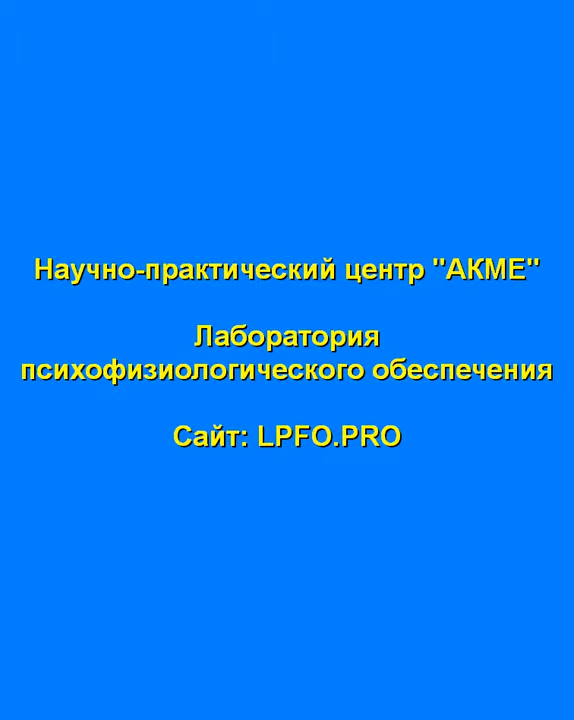 Научно-практический центр "АКМЕ"
Лаборатория
психофизиологического обеспечения
Сайт: LPFO.PRO